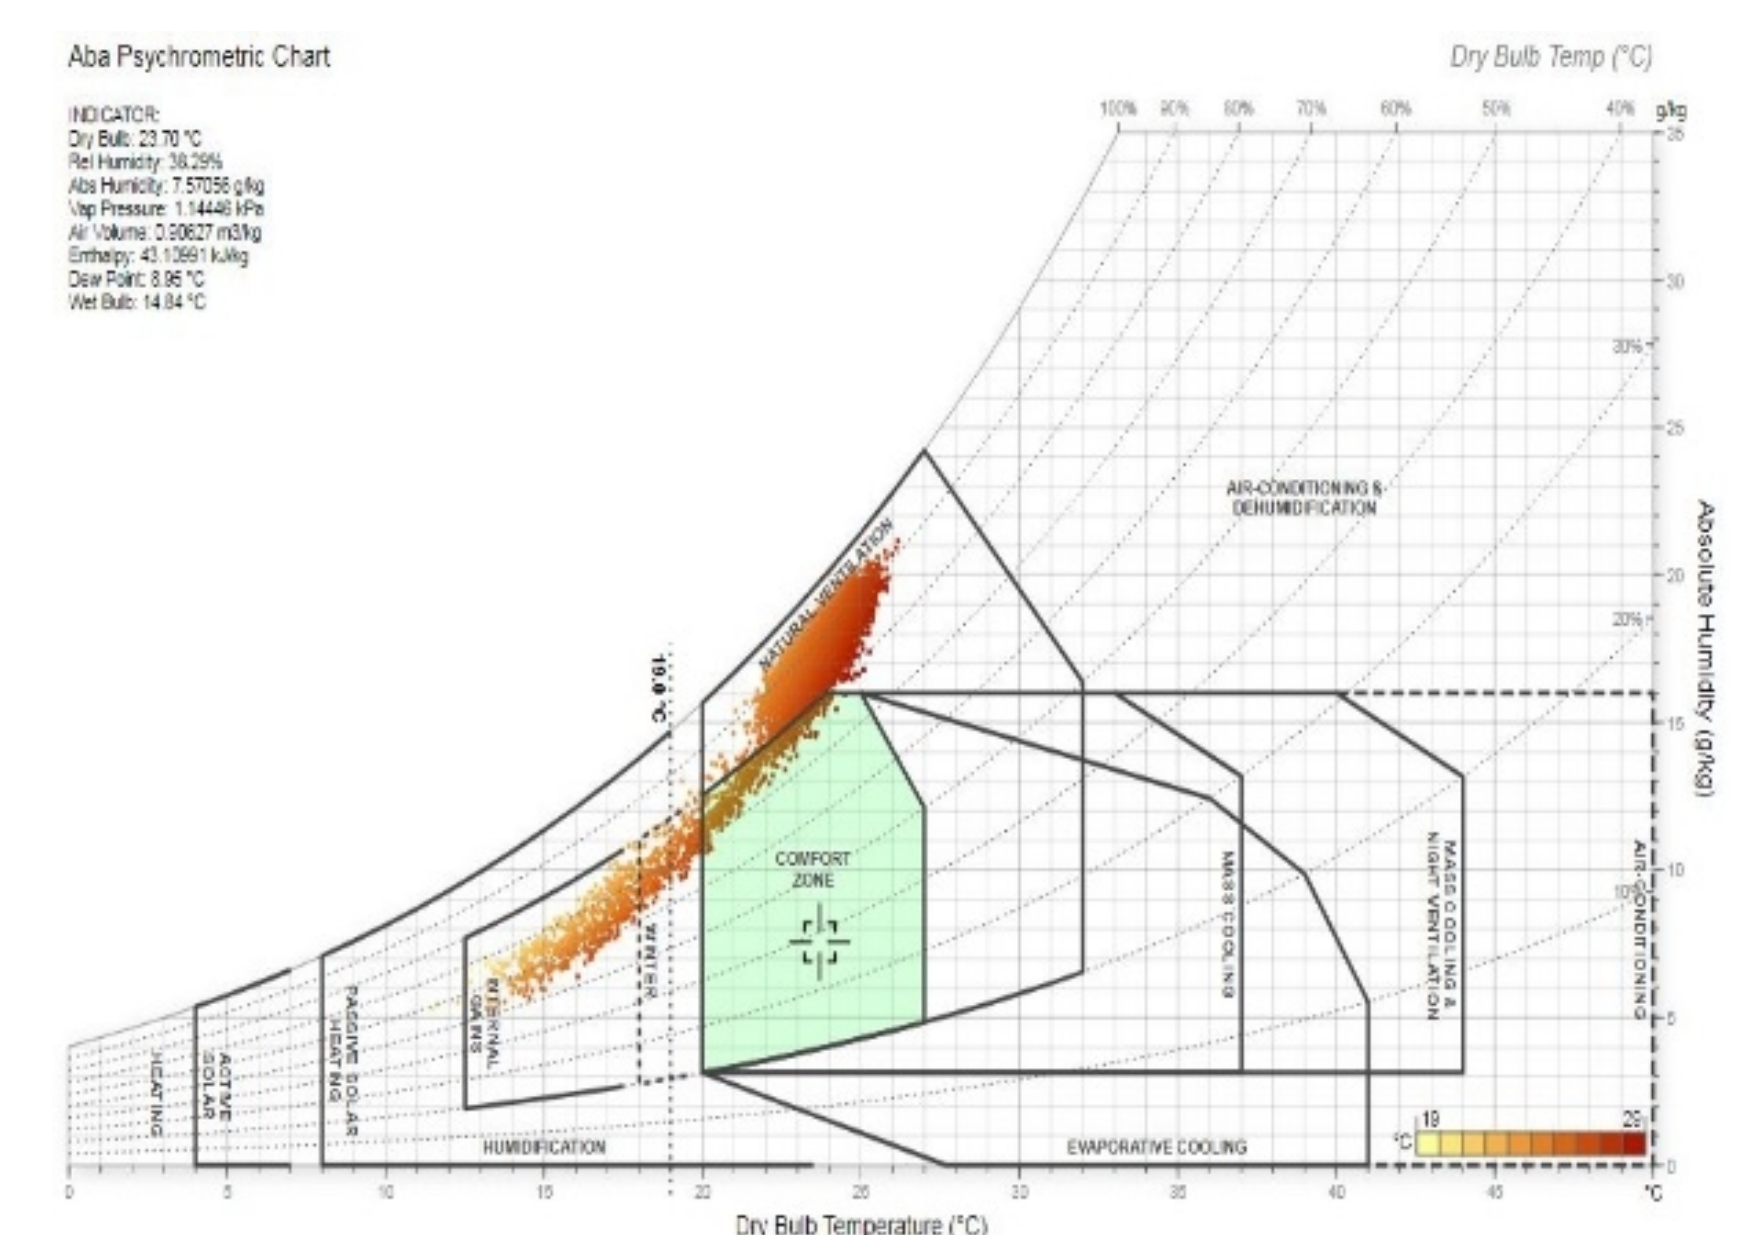 Aba Psychrometric Chart
Dry Bulb Temp (°C)
INDICATOR:
Dry Bulb: 23.70 °C
Rel Humidity: 38.29%
Abs Humidity: 7.57056 g/kg
Vap Pressure: 1.14446 kPa
Air Volume: 0.90627 m3/kg
Enthalpy: 43.10991 kJ/kg
Dew Point: 8.95 °C
Wet Bulb: 14.84 °C
100% 90% 80% 70% 60% 50% 40% g/kg
35
30
30%
25
AIR-CONDITIONING &
DEHUMIDIFICATION
NATURAL VENTILATION
20
20%
Absolute Humidity (g/kg)
19.0 °C
15
COMFORT
ZONE
10
10%
WINTER
MASS COOLING
MASS COOLING &
NIGHT VENTILATION
AIR-CONDITIONING
INTERNAL
GAINS
PASSIVE SOLAR
HEATING
ACTIVE
SOLAR
HEATING
5
HUMIDIFICATION
EVAPORATIVE COOLING
19
°C
0
0 5 10 15 20 25 30 35 40 45 °C
Dry Bulb Temperature (°C)